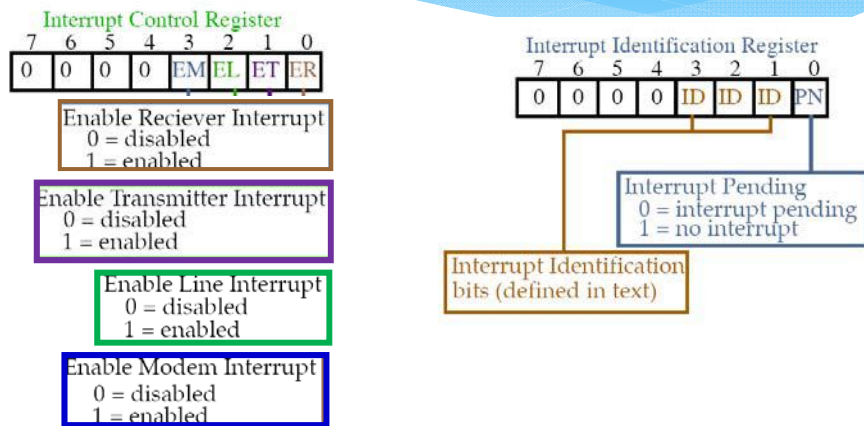 Interrupt Control Register
7 6 5 4 3 2 1 0
0 0 0 0 EM EL ET ER
Enable Reciever Interrupt
0 = disabled
1 = enabled
Enable Transmitter Interrupt
0 = disabled
1 = enabled
Enable Line Interrupt
0 = disabled
1 = enabled
Enable Modem Interrupt
0 = disabled
1 = enabled
Interrupt Identification Register
7 6 5 4 3 2 1 0
0 0 0 0 ID ID ID PN
Interrupt Pending
0 = interrupt pending
1 = no interrupt
Interrupt Identification
bits (defined in text)